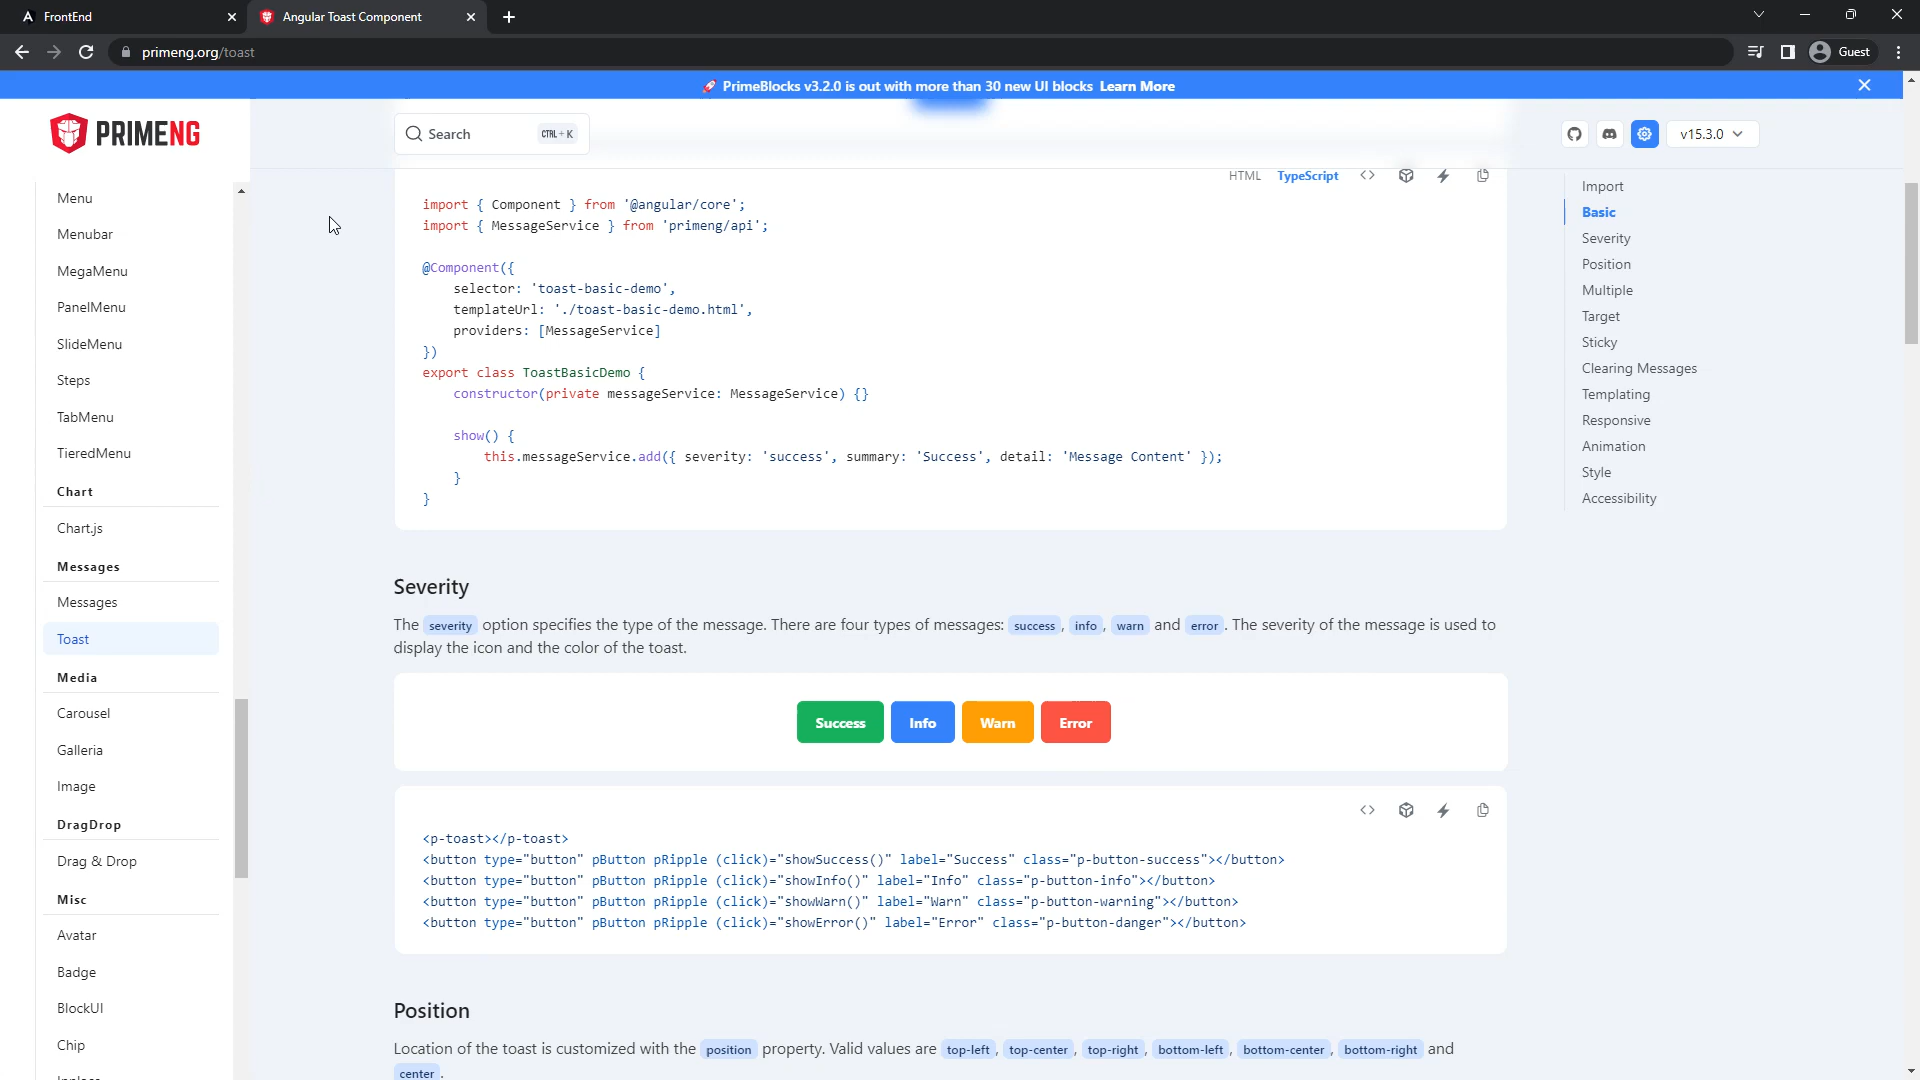 FrontEnd
Angular Toast Component
primeng.org/toast
Guest
🚀 PrimeBlocks v3.2.0 is out with more than 30 new UI blocks Learn More
PRIMENG
Search
CTRL+K
v15.3.0
Menu
Menubar
MegaMenu
PanelMenu
SlideMenu
Steps
TabMenu
TieredMenu
Chart
Chart.js
Messages
Messages
Toast
Media
Carousel
Galleria
Image
DragDrop
Drag & Drop
Misc
Avatar
Badge
BlockUI
Chip
HTML TypeScript
import { Component } from '@angular/core';
import { MessageService } from 'primeng/api';
@Component({
selector: 'toast-basic-demo',
templateUrl: './toast-basic-demo.html',
providers: [MessageService]
})
export class ToastBasicDemo {
constructor(private messageService: MessageService) {}
show() {
this.messageService.add({ severity: 'success', summary: 'Success', detail: 'Message Content' });
}
}
Severity
The severity option specifies the type of the message. There are four types of messages: success, info, warn and error. The severity of the message is used to
display the icon and the color of the toast.
Success Info Warn Error
<p-toast></p-toast>
<button type="button" pButton pRipple (click)="showSuccess()" label="Success" class="p-button-success"></button>
<button type="button" pButton pRipple (click)="showInfo()" label="Info" class="p-button-info"></button>
<button type="button" pButton pRipple (click)="showWarn()" label="Warn" class="p-button-warning"></button>
<button type="button" pButton pRipple (click)="showError()" label="Error" class="p-button-danger"></button>
Position
Location of the toast is customized with the position property. Valid values are top-left, top-center, top-right, bottom-left, bottom-center, bottom-right and
center.
Import
Basic
Severity
Position
Multiple
Target
Sticky
Clearing Messages
Templating
Responsive
Animation
Style
Accessibility